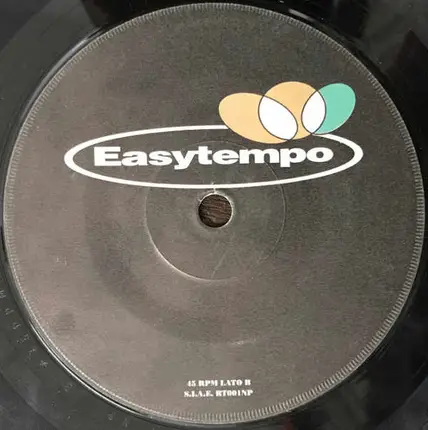 Easytempo
45 RPM LATO B
S.I.A.E. RT001NP